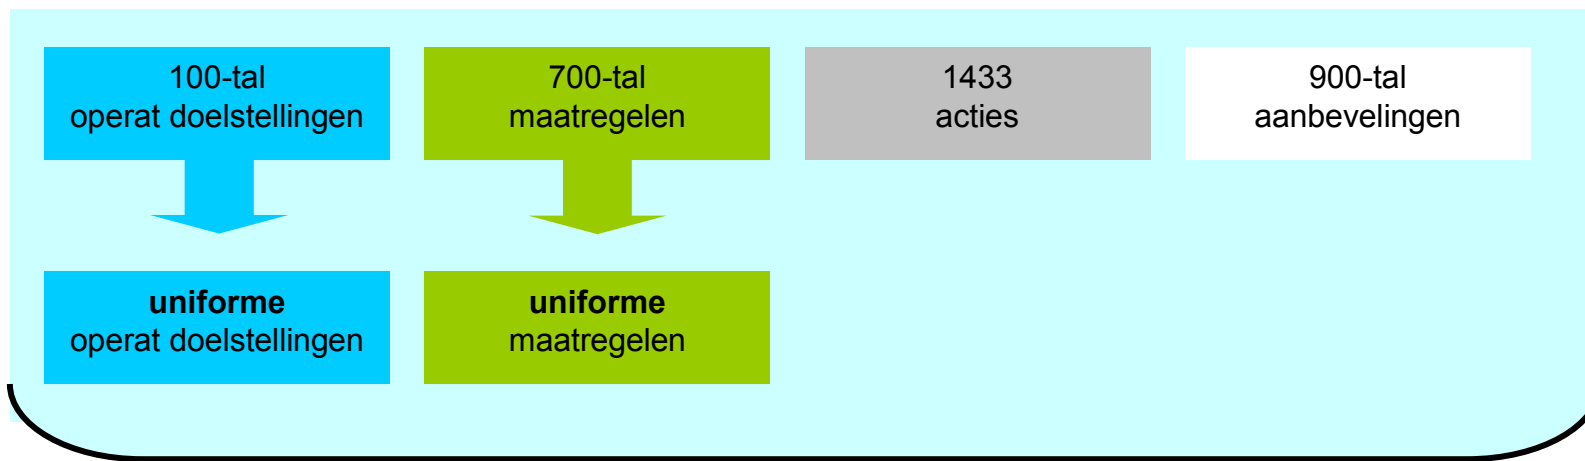 100-tal
operat doelstellingen
700-tal
maatregelen
1433
acties
900-tal
aanbevelingen
uniforme
operat doelstellingen
uniforme
maatregelen